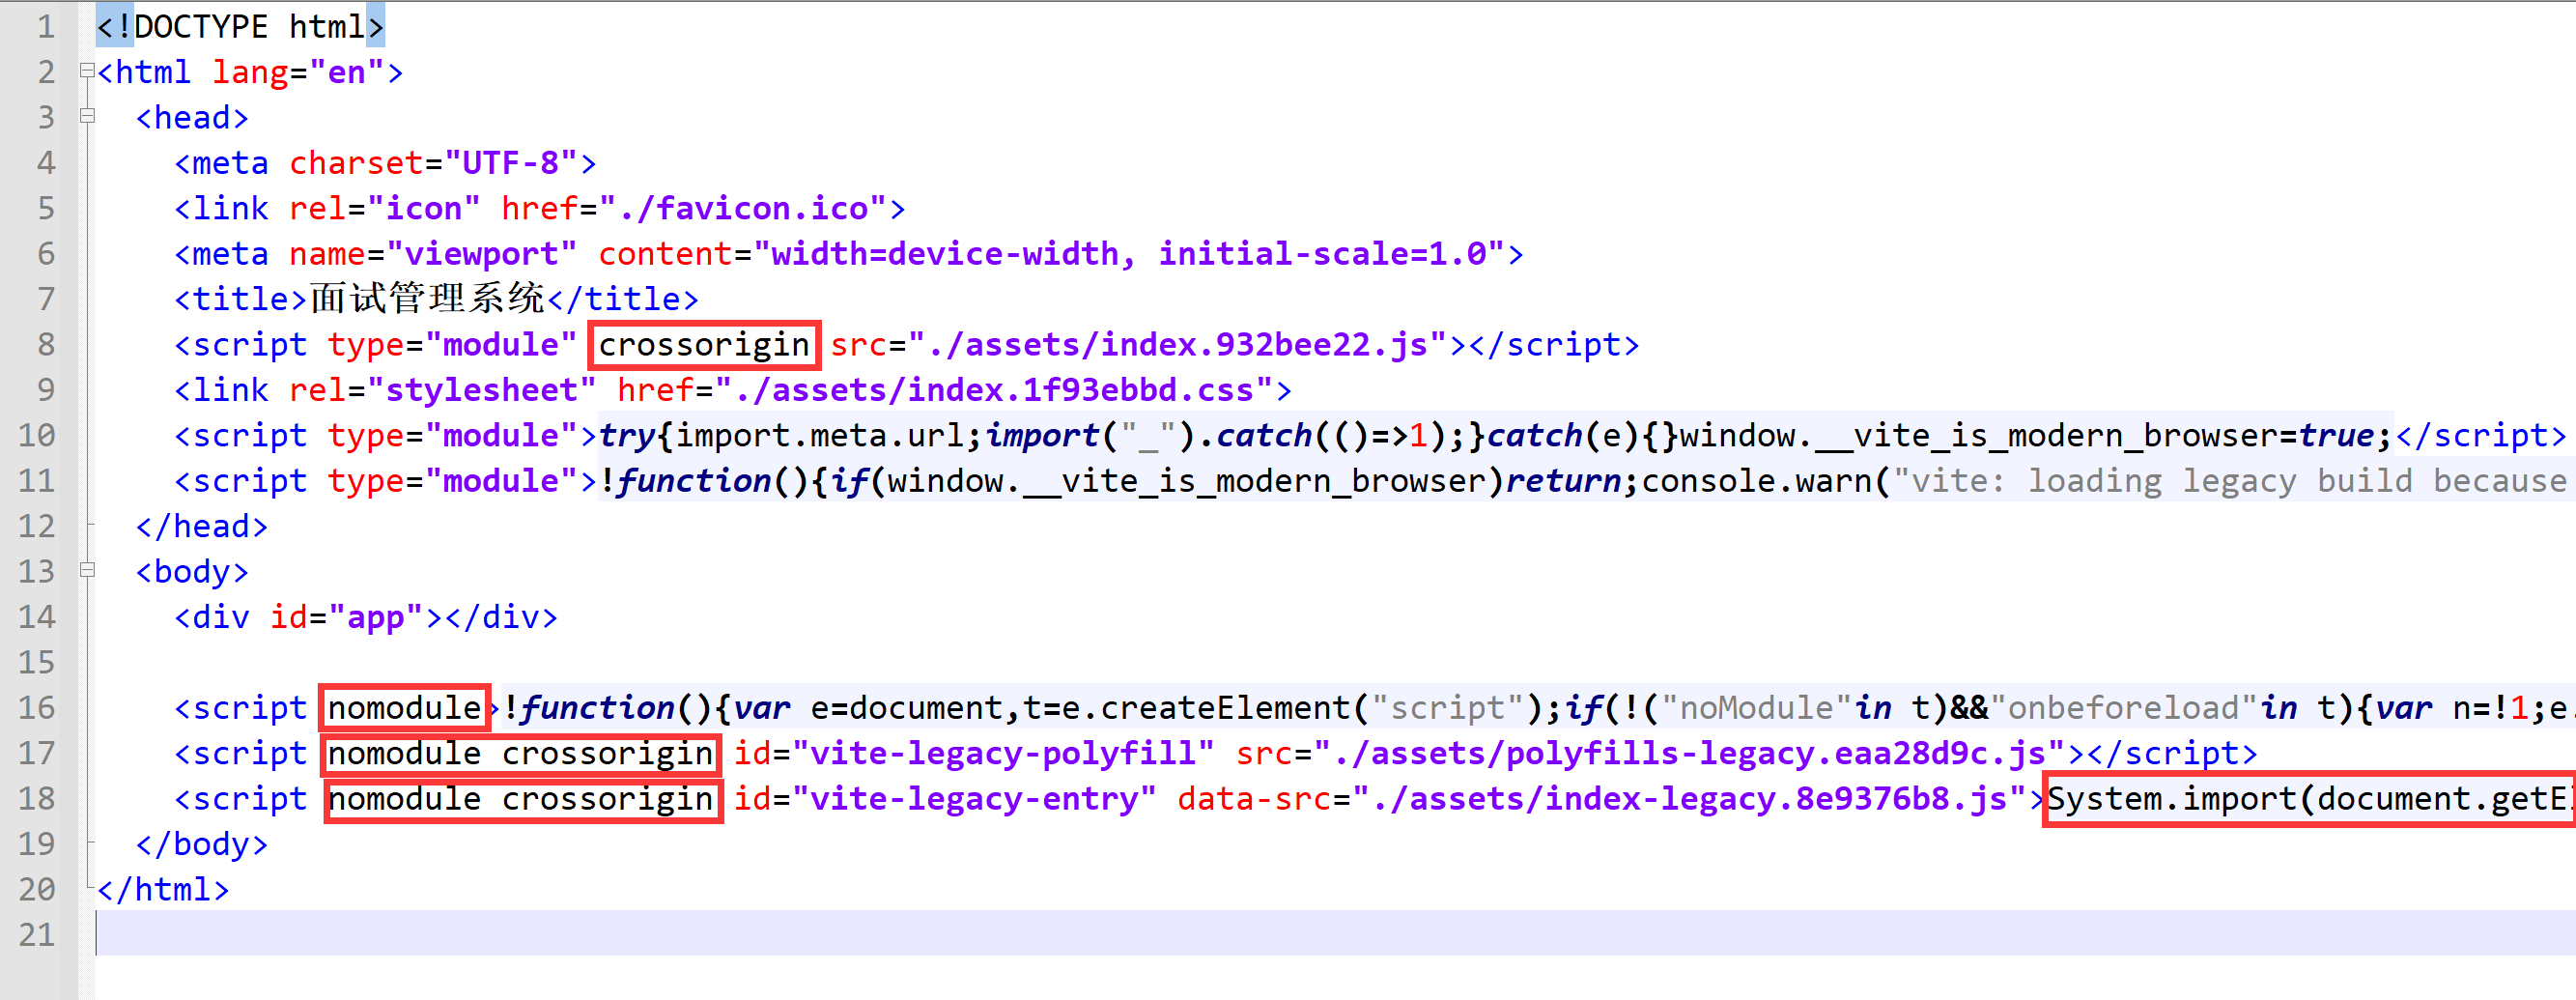 1 <!DOCTYPE html>
2 <html lang="en">
3 <head>
4 <meta charset="UTF-8">
5 <link rel="icon" href="./favicon.ico">
6 <meta name="viewport" content="width=device-width, initial-scale=1.0">
7 <title>面试管理系统</title>
8 <script type="module" crossorigin src="./assets/index.932bee22.js"></script>
9 <link rel="stylesheet" href="./assets/index.1f93ebbd.css">
10 <script type="module">try{import.meta.url;import("_").catch(()=>1);}catch(e){}window.__vite_is_modern_browser=true;</script>
11 <script type="module">!function(){if(window.__vite_is_modern_browser)return;console.warn("vite: loading legacy build because
12 </head>
13 <body>
14 <div id="app"></div>
15
16 <script nomodule>!function(){var e=document,t=e.createElement("script");if(!("noModule"in t)&&"onbeforeload"in t){var n=!1;e.
17 <script nomodule crossorigin id="vite-legacy-polyfill" src="./assets/polyfills-legacy.eaa28d9c.js"></script>
18 <script nomodule crossorigin id="vite-legacy-entry" data-src="./assets/index-legacy.8e9376b8.js">System.import(document.getEl
19 </body>
20 </html>
21